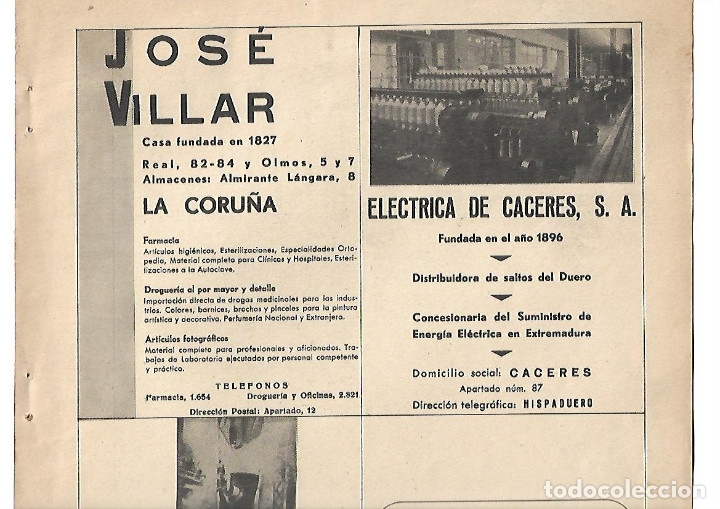 JOSÉ
VILLAR
Casa fundada en 1827
Real, 82-84 y Olmos, 5 y 7
Almacenes: Almirante Lángara, 8
LA CORUÑA
Farmacia
Artículos higiénicos, Esterilizaciones, Especialidades Orto-
pedia, Material completo para Clínicas y Hospitales, Esteri-
lizaciones a la Autoclave.
Droguería al por mayor y detalle
Importación directa de drogas medicinales para las indus-
trias. Colores, barnices, brochas y pinceles para la pintura
artística y decorativa. Perfumería Nacional y Extranjera.
Artículos fotográficos
Material completo para profesionales y aficionados. Tra-
bajos de Laboratorio ejecutados por personal competente
y práctico.
TELEFONOS
Farmacia, 1.654 Droguería y Oficinas, 2.821
Dirección Postal: Apartado, 12
ELECTRICA DE CACERES, S. A.
Fundada en el año 1896
Distribuidora de saltos del Duero
Concesionaria del Suministro de
Energía Eléctrica en Extremadura
Domicilio social: CACERES
Apartado núm. 87
Dirección telegráfica: HISPADUERO
todocoleccion